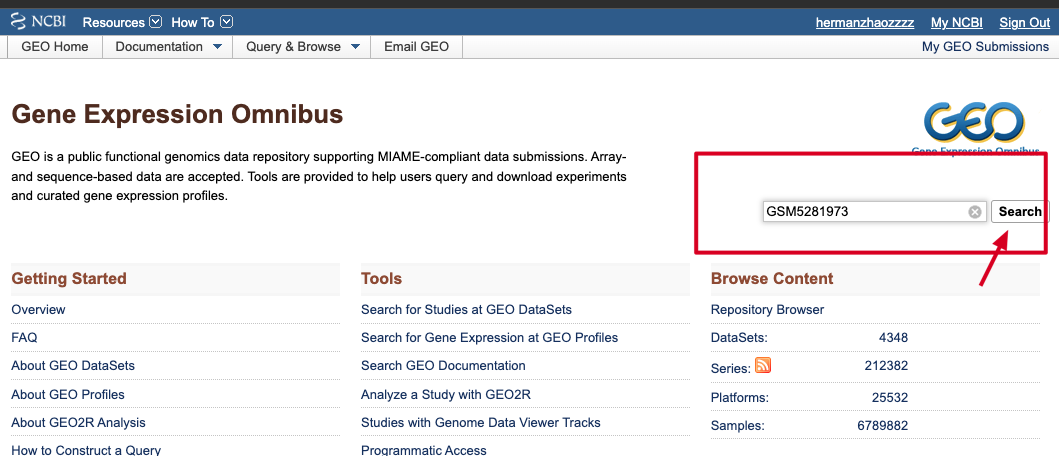 NCBI Resources How To hermanzhaozzzz My NCBI Sign Out
GEO Home Documentation Query & Browse Email GEO My GEO Submissions
Gene Expression Omnibus
GEO
Gene Expression Omnibus
GEO is a public functional genomics data repository supporting MIAME-compliant data submissions. Array-
and sequence-based data are accepted. Tools are provided to help users query and download experiments
and curated gene expression profiles.
GSM5281973 Search
Getting Started
Overview
FAQ
About GEO DataSets
About GEO Profiles
About GEO2R Analysis
How to Construct a Query
Tools
Search for Studies at GEO DataSets
Search for Gene Expression at GEO Profiles
Search GEO Documentation
Analyze a Study with GEO2R
Studies with Genome Data Viewer Tracks
Programmatic Access
Browse Content
Repository Browser
DataSets: 4348
Series: 212382
Platforms: 25532
Samples: 6789882